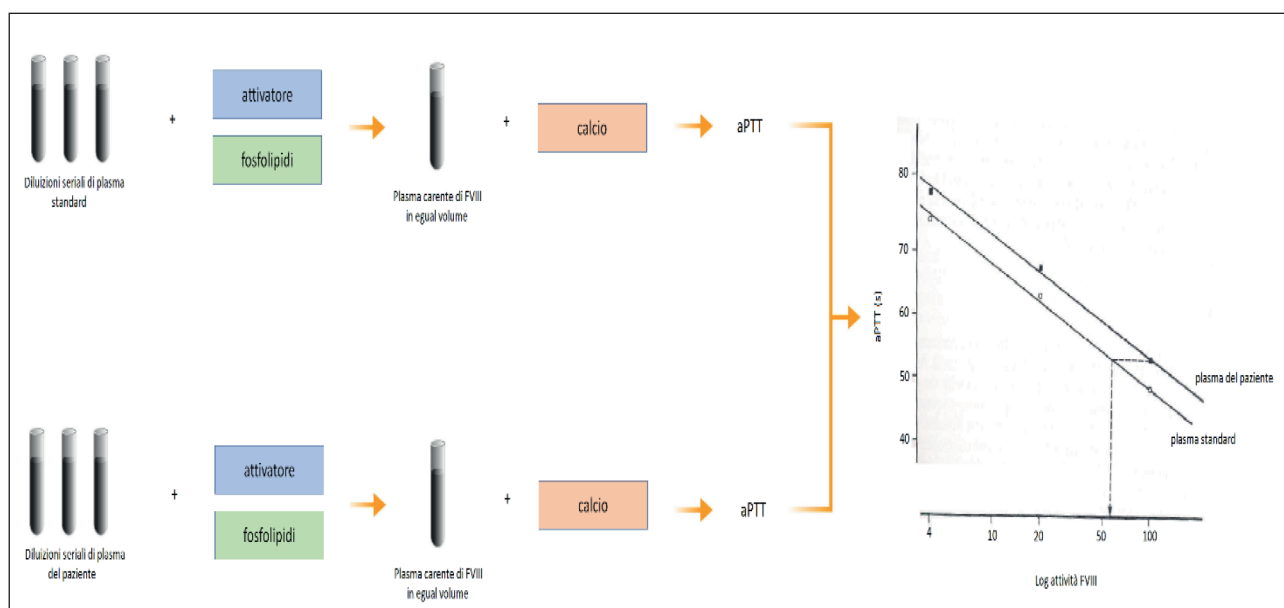 Diluizioni seriali di plasma
standard
+
attivatore
fosfolipidi
Plasma carente di FVIII
in egual volume
+
calcio
aPTT
Diluizioni seriali di plasma
del paziente
+
attivatore
fosfolipidi
Plasma carente di FVIII
in egual volume
+
calcio
aPTT
aPTT (s)
80
70
60
50
40
plasma del paziente
plasma standard
4 10 20 50 100
Log attività FVIII